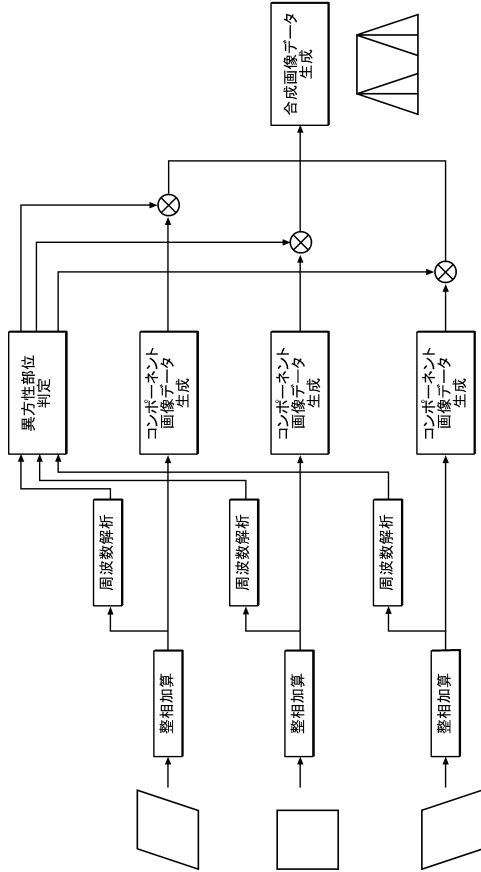 整相加算
整相加算
整相加算
周波数解析
周波数解析
周波数解析
異方性部位
判定
コンポーネント
画像データ
生成
コンポーネント
画像データ
生成
コンポーネント
画像データ
生成
合成画像データ
生成